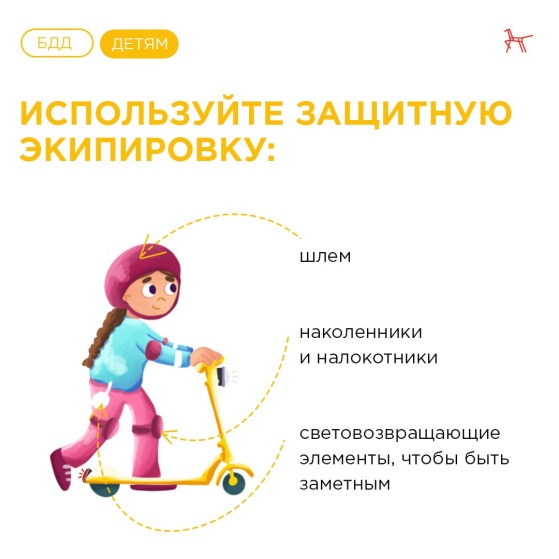 БДД
ДЕТЯМ
ИСПОЛЬЗУЙТЕ ЗАЩИТНУЮ
ЭКИПИРОВКУ:
шлем
наколенники
и налокотники
световозвращающие
элементы, чтобы быть
заметным